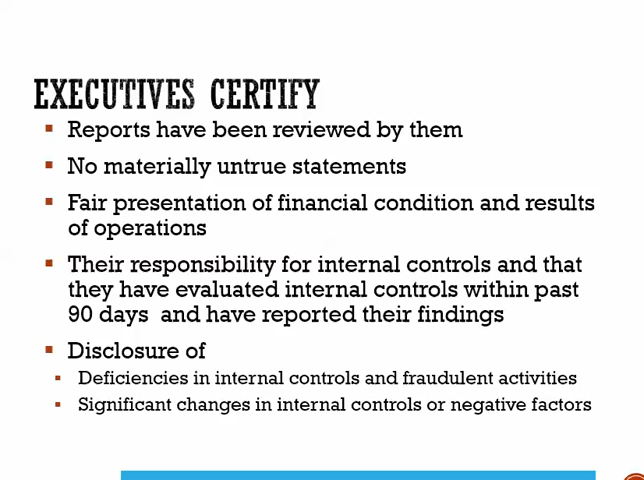 EXECUTIVES CERTIFY
▪ Reports have been reviewed by them
▪ No materially untrue statements
▪ Fair presentation of financial condition and results
of operations
▪ Their responsibility for internal controls and that
they have evaluated internal controls within past
90 days and have reported their findings
▪ Disclosure of
▪ Deficiencies in internal controls and fraudulent activities
▪ Significant changes in internal controls or negative factors